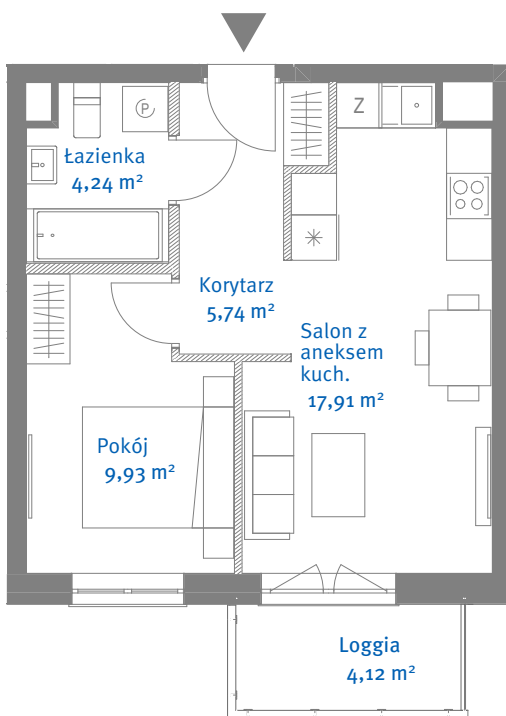 Z
P
Łazienka
4,24 m²
Korytarz
5,74 m²
Salon z
aneksem
kuch.
17,91 m²
Pokój
9,93 m²
Loggia
4,12 m²